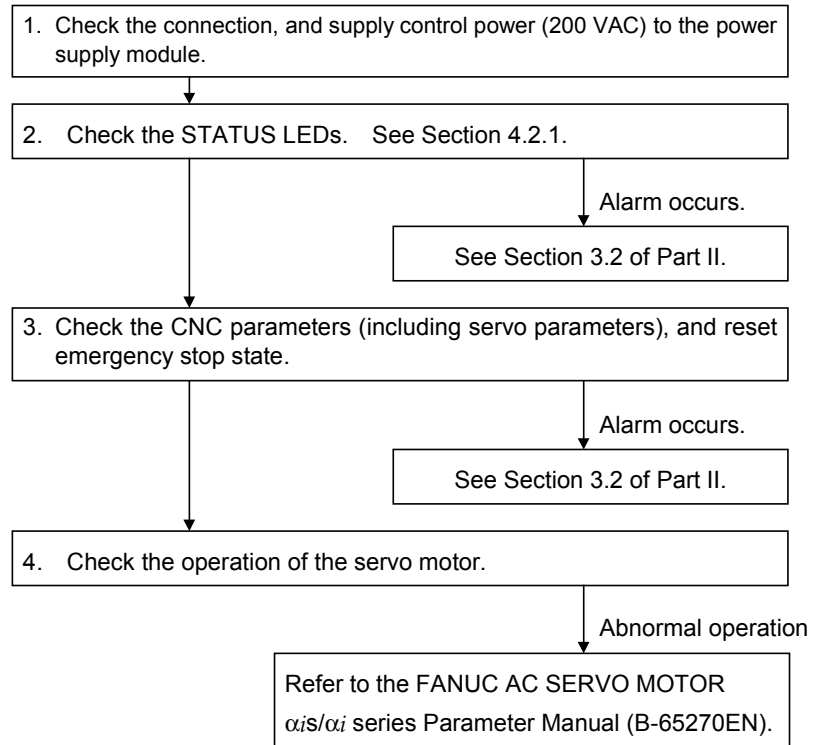 1. Check the connection, and supply control power (200 VAC) to the power
supply module.
2. Check the STATUS LEDs. See Section 4.2.1.
Alarm occurs.
See Section 3.2 of Part II.
3. Check the CNC parameters (including servo parameters), and reset
emergency stop state.
Alarm occurs.
See Section 3.2 of Part II.
4. Check the operation of the servo motor.
Abnormal operation
Refer to the FANUC AC SERVO MOTOR
αis/αi series Parameter Manual (B-65270EN).